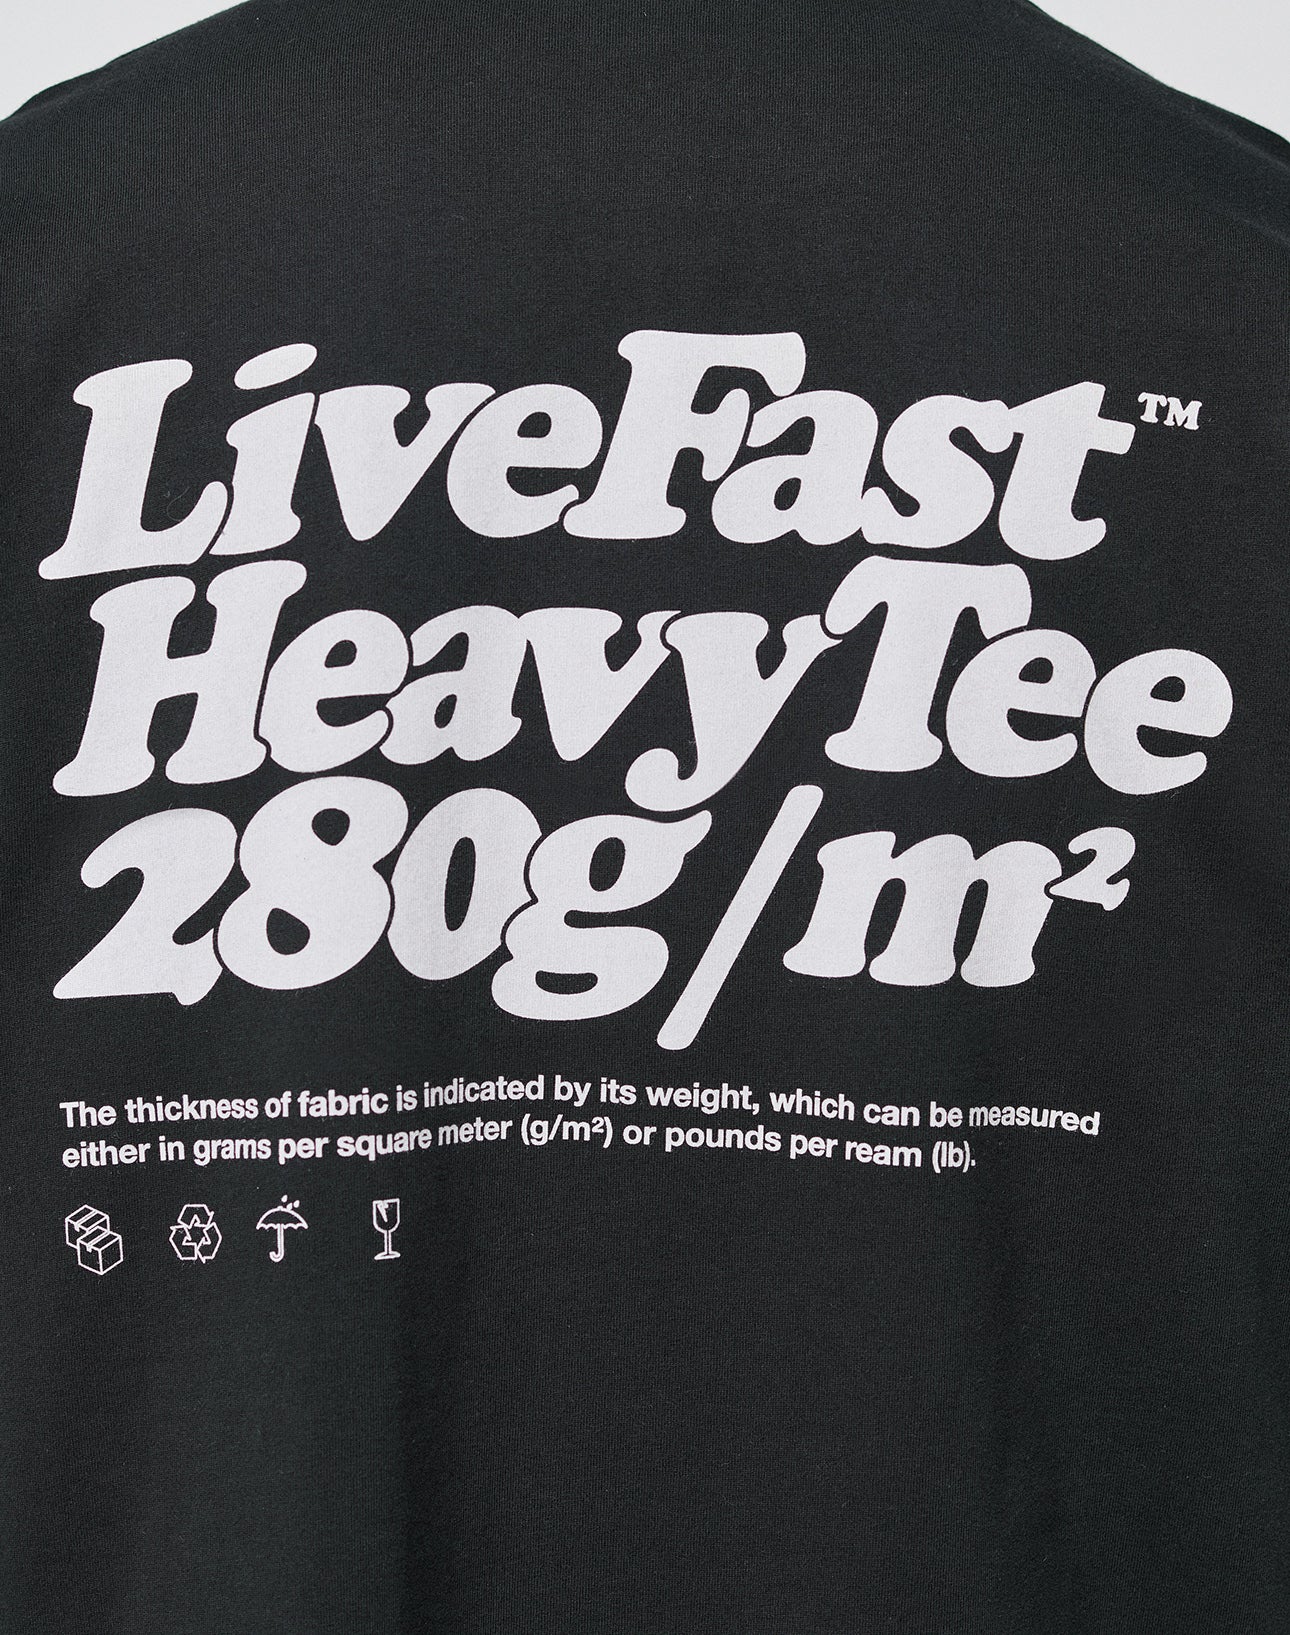 LiveFast™
HeavyTee
280g/m²
The thickness of fabric is indicated by its weight, which can be measured
either in grams per square meter (g/m²) or pounds per ream (lb).